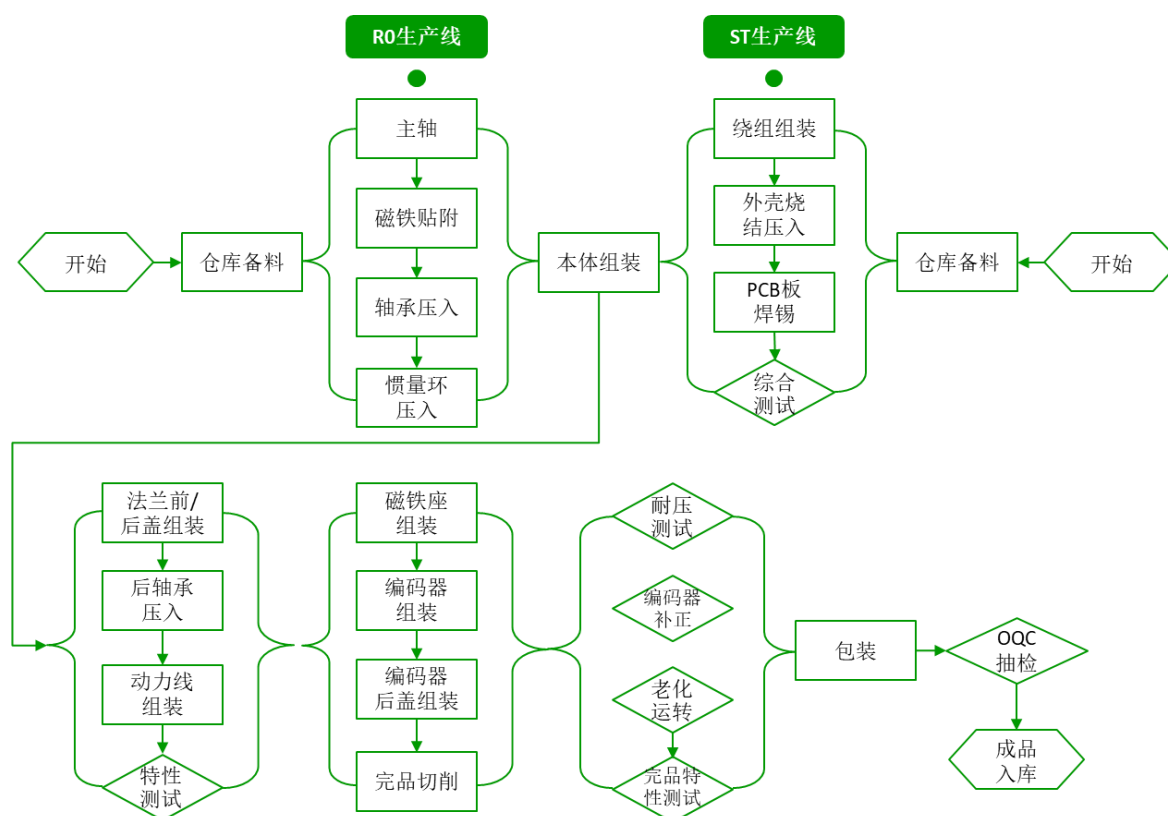 R0生产线
ST生产线
主轴
绕组组装
磁铁贴附
外壳烧
结压入
开始
仓库备料
本体组装
仓库备料
开始
轴承压入
PCB板
焊锡
惯量环
压入
综合
测试
法兰前/
后盖组装
磁铁座
组装
耐压
测试
后轴承
压入
编码器
组装
编码器
补正
包装
OQC
抽检
动力线
组装
编码器
后盖组装
老化
运转
特性
测试
完品切削
完品特
性测试
成品
入库